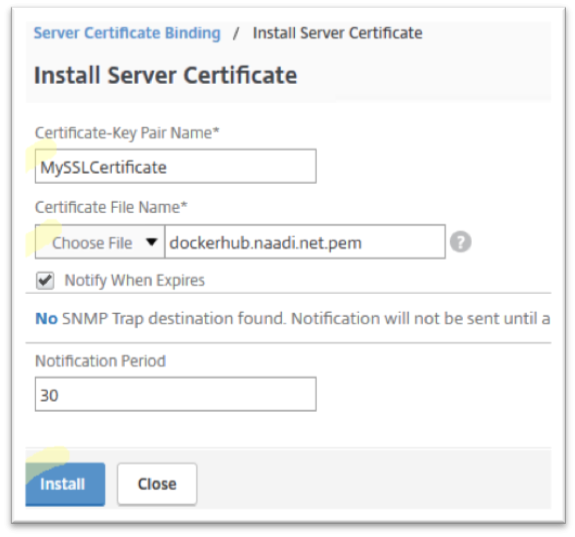 Server Certificate Binding / Install Server Certificate
Install Server Certificate
Certificate-Key Pair Name*
MySSLCertificate
Certificate File Name*
Choose File dockerhub.naadi.net.pem ?
Notify When Expires
No SNMP Trap destination found. Notification will not be sent until a
Notification Period
30
Install Close